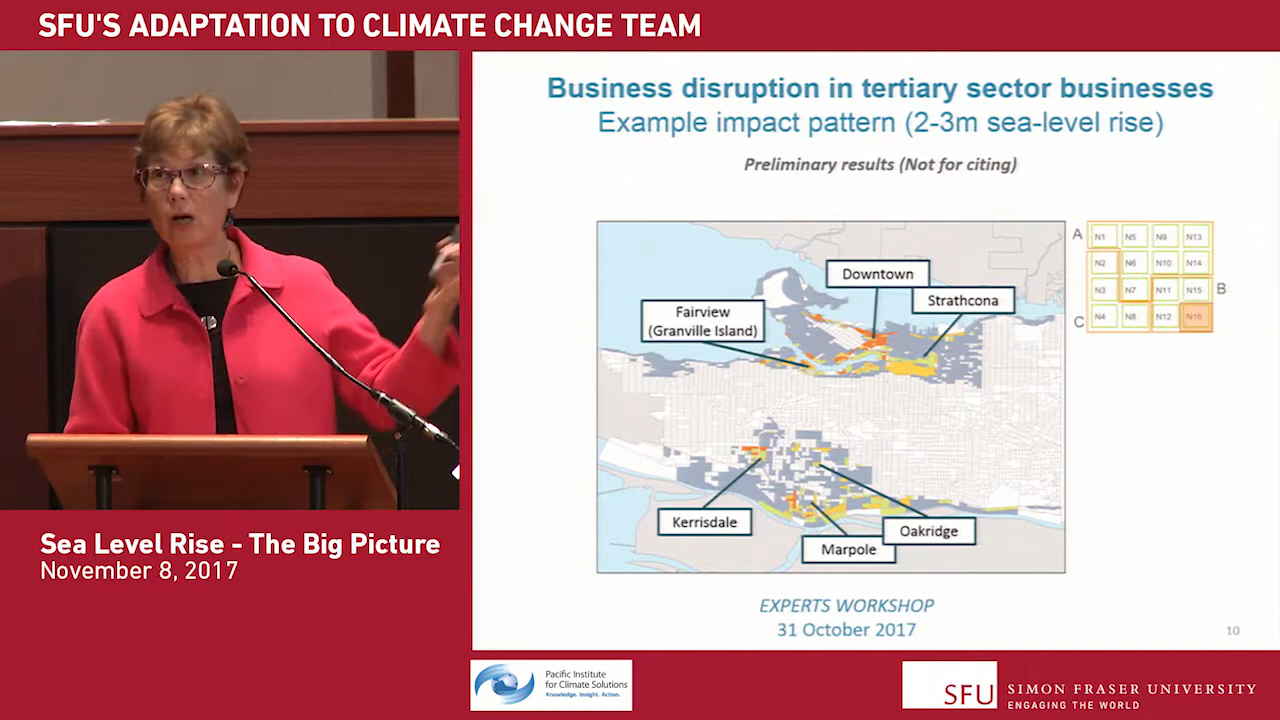 SFU'S ADAPTATION TO CLIMATE CHANGE TEAM
Business disruption in tertiary sector businesses
Example impact pattern (2-3m sea-level rise)
Preliminary results (Not for citing)
Downtown
Strathcona
Fairview
(Granville Island)
Kerrisdale
Marpole
Oakridge
A
N1 N5 N9 N13
N2 N6 N10 N14
N3 N7 N11 N15 B
C N4 N8 N12 N16
EXPERTS WORKSHOP
31 October 2017
10
Sea Level Rise - The Big Picture
November 8, 2017
Pacific Institute
for Climate Solutions
Knowledge. Insight. Action.
SFU SIMON FRASER UNIVERSITY
ENGAGING THE WORLD